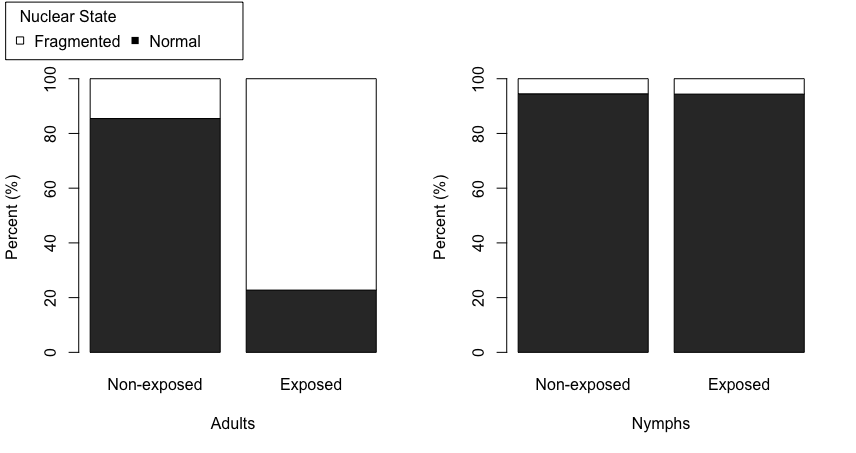 Nuclear State
Fragmented Normal
Percent (%)
100
80
60
40
20
0
Non-exposed Exposed
Adults
Percent (%)
100
80
60
40
20
0
Non-exposed Exposed
Nymphs